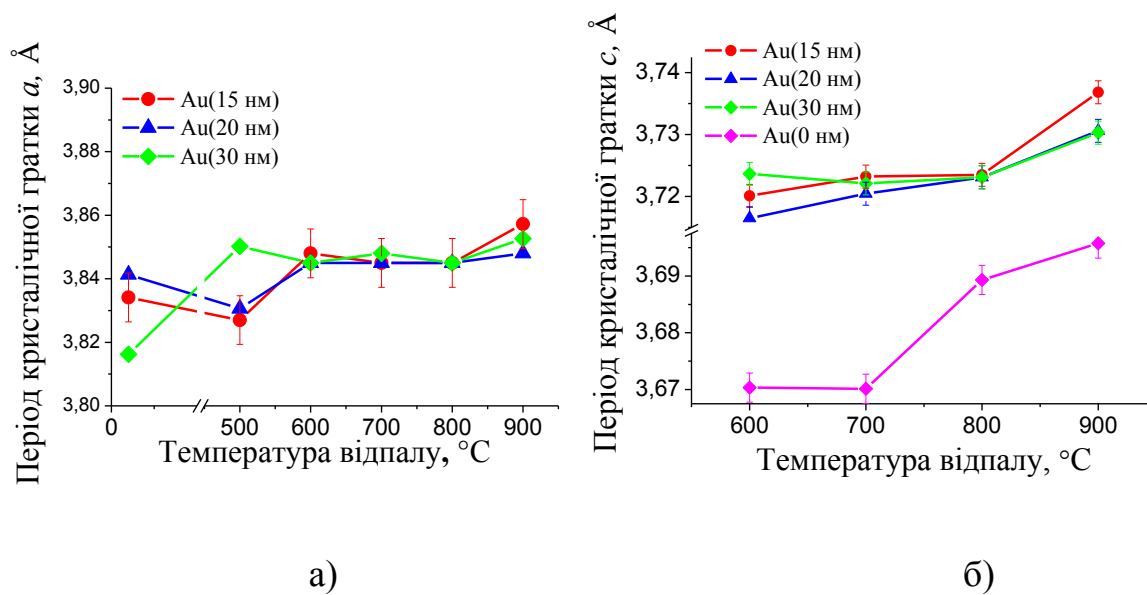 Період кристалічної гратки a, Å
3,90
3,88
3,86
3,84
3,82
3,80
Au(15 нм)
Au(20 нм)
Au(30 нм)
0
500
600
700
800
900
Температура відпалу, °C
а)
Період кристалічної гратки c, Å
Au(15 нм)
Au(20 нм)
Au(30 нм)
Au(0 нм)
3,74
3,73
3,72
3,69
3,68
3,67
600
700
800
900
Температура відпалу, °C
б)